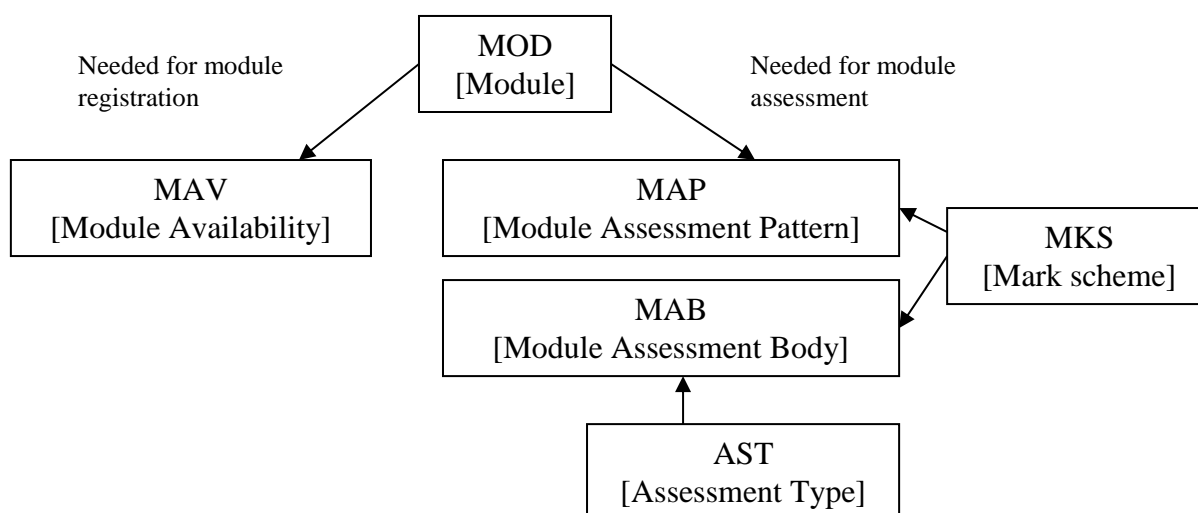 MOD
[Module]
Needed for module
registration
Needed for module
assessment
MAV
[Module Availability]
MAP
[Module Assessment Pattern]
MKS
[Mark scheme]
MAB
[Module Assessment Body]
AST
[Assessment Type]